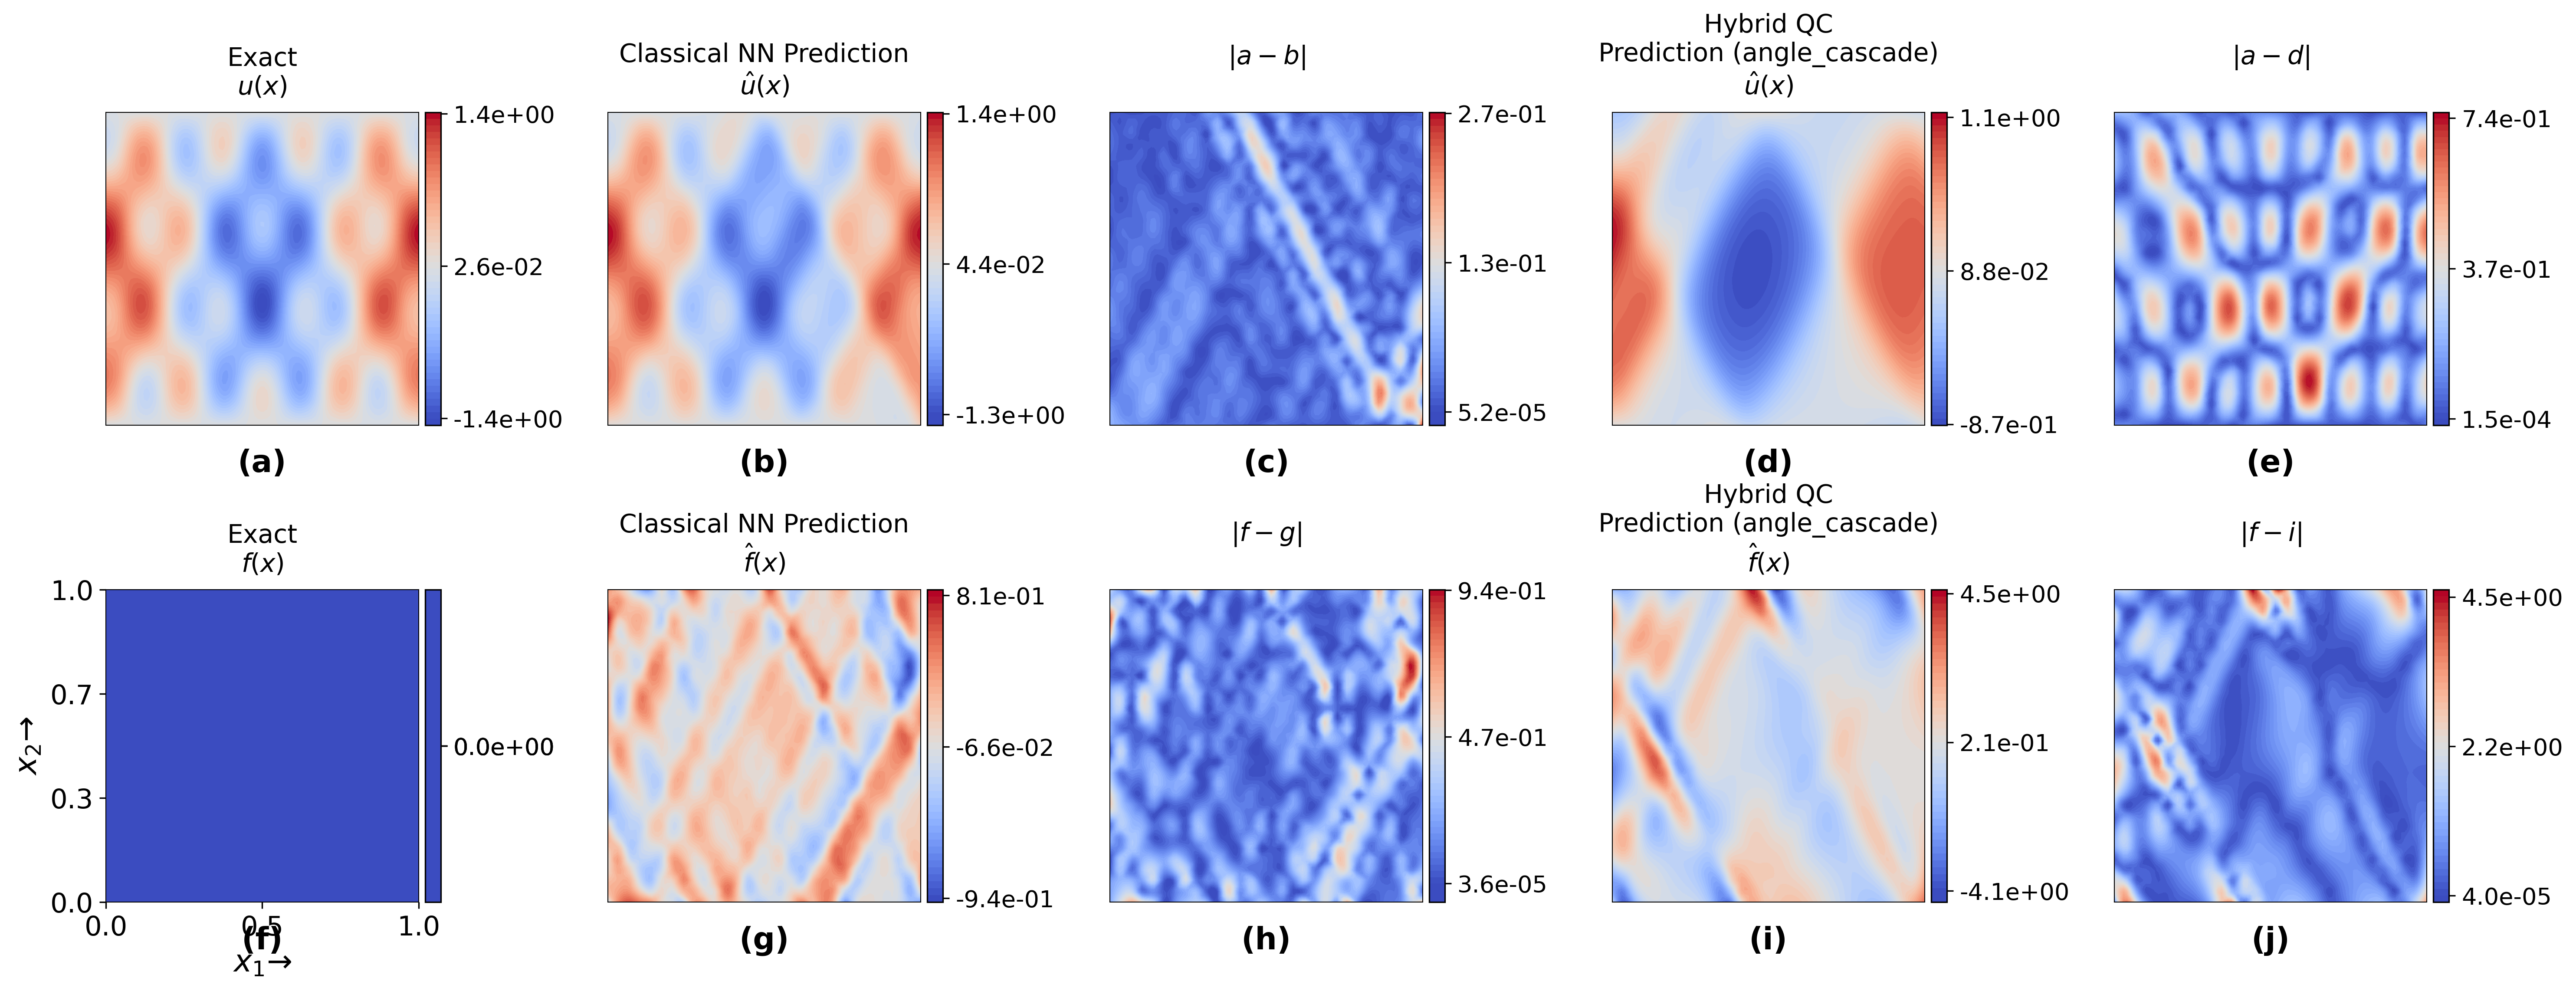 Exact
u(x)
1.4e+00
2.6e-02
-1.4e+00
(a)
Classical NN Prediction
û(x)
1.4e+00
4.4e-02
-1.3e+00
(b)
|a − b|
2.7e-01
1.3e-01
5.2e-05
(c)
Hybrid QC
Prediction (angle_cascade)
û(x)
1.1e+00
8.8e-02
-8.7e-01
(d)
|a − d|
7.4e-01
3.7e-01
1.5e-04
(e)
Exact
f(x)
x₂→
1.0
0.7
0.3
0.0
0.0
0.5
1.0
x₁→
0.0e+00
(f)
Classical NN Prediction
f̂(x)
8.1e-01
-6.6e-02
-9.4e-01
(g)
|f − g|
9.4e-01
4.7e-01
3.6e-05
(h)
Hybrid QC
Prediction (angle_cascade)
f̂(x)
4.5e+00
2.1e-01
-4.1e+00
(i)
|f − i|
4.5e+00
2.2e+00
4.0e-05
(j)